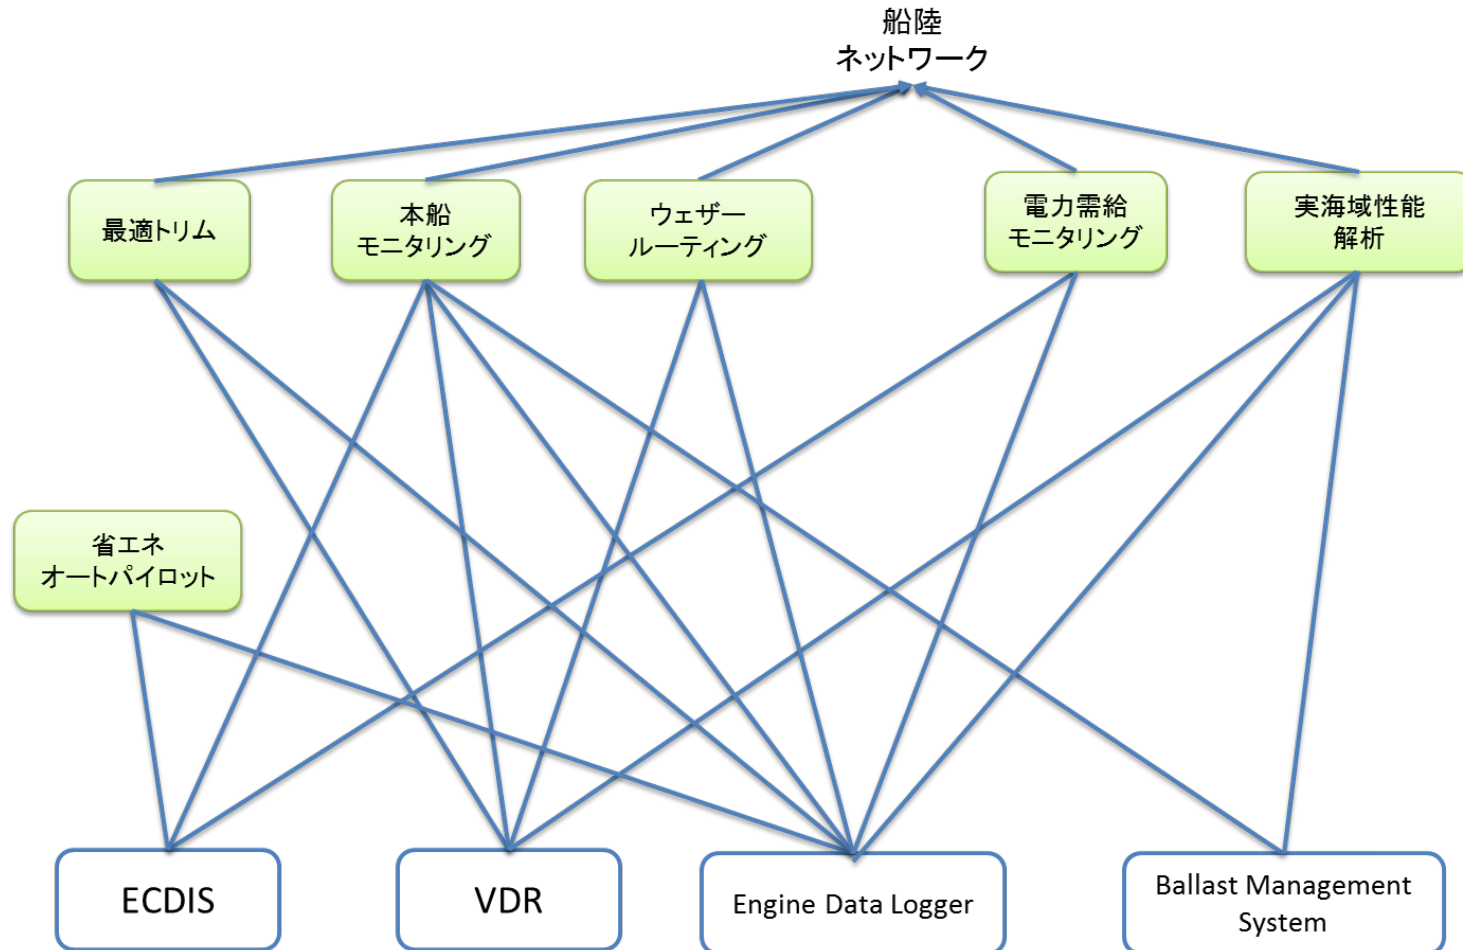 船陸
ネットワーク
最適トリム
本船
モニタリング
ウェザー
ルーティング
電力需給
モニタリング
実海域性能
解析
省エネ
オートパイロット
ECDIS
VDR
Engine Data Logger
Ballast Management
System